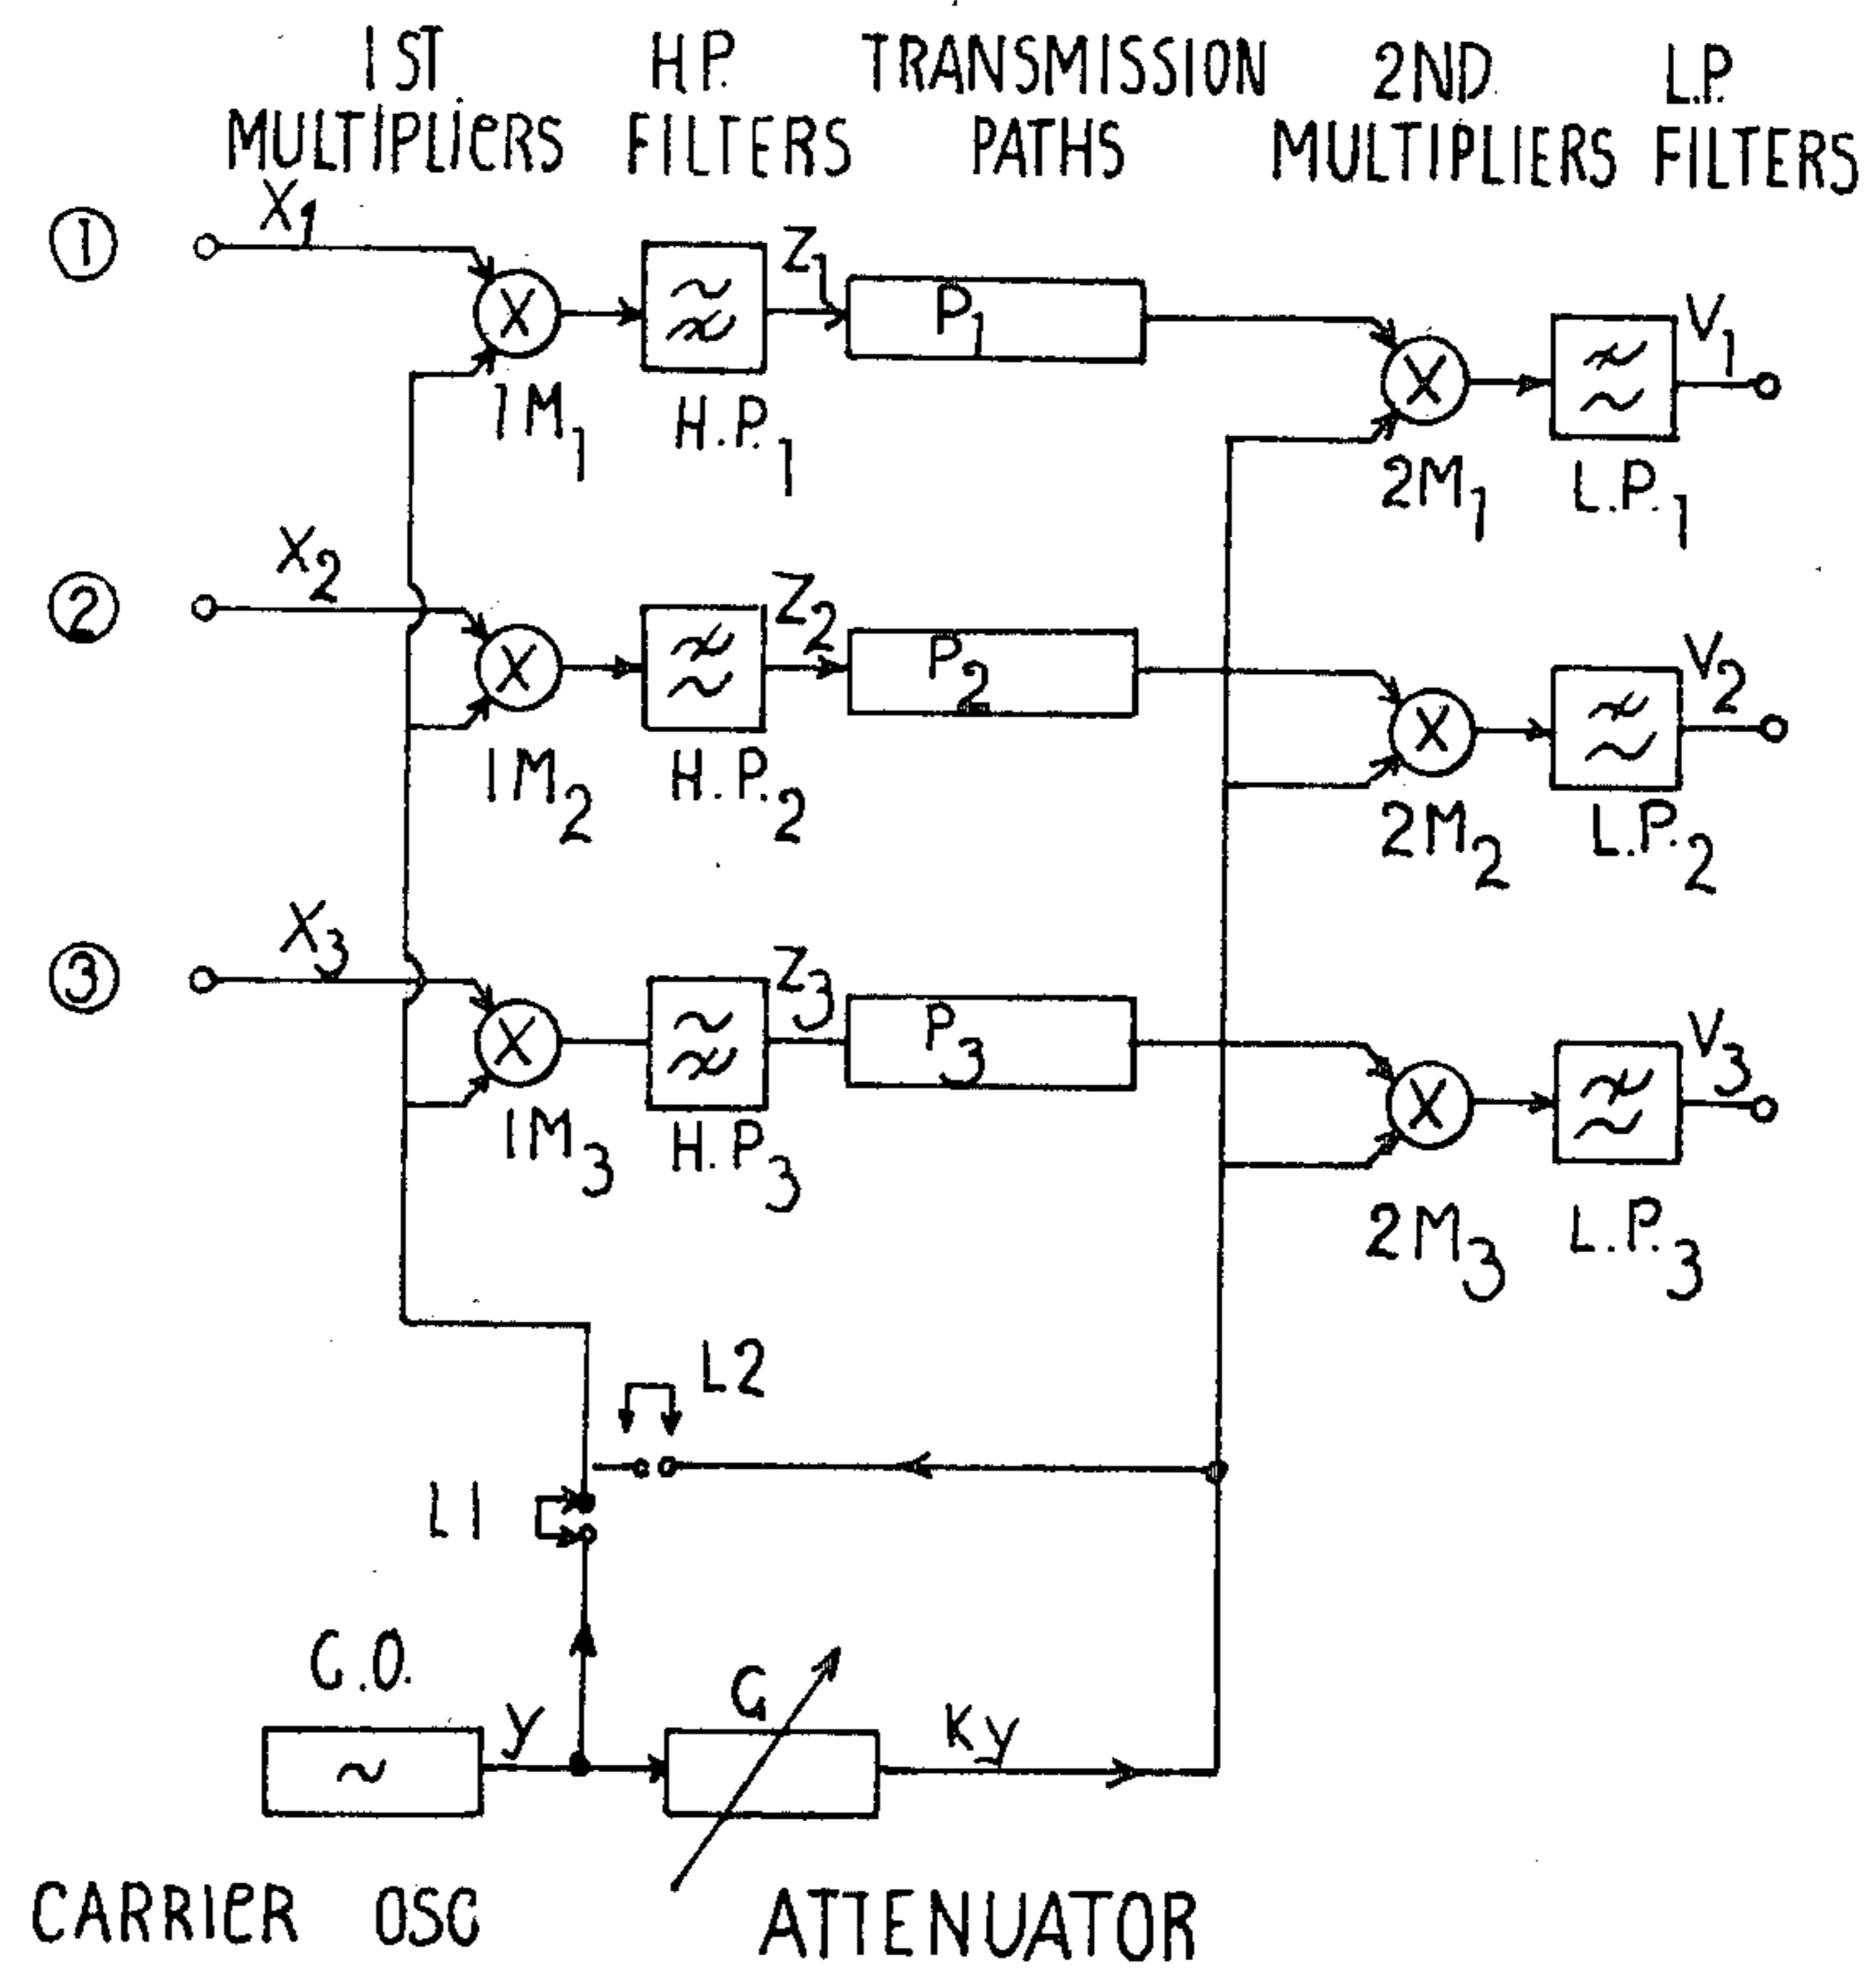 1ST MULTIPLIERS
H.P. FILTERS
TRANSMISSION PATHS
2ND MULTIPLIERS
L.P. FILTERS
1
X1
1M1
H.P.1
Z1
P1
2M1
L.P.1
V1
2
X2
1M2
H.P.2
Z2
P2
2M2
L.P.2
V2
3
X3
1M3
H.P3
Z3
P3
2M3
L.P.3
V3
L2
L1
C.O.
y
G
Ky
CARRIER OSC
ATTENUATOR